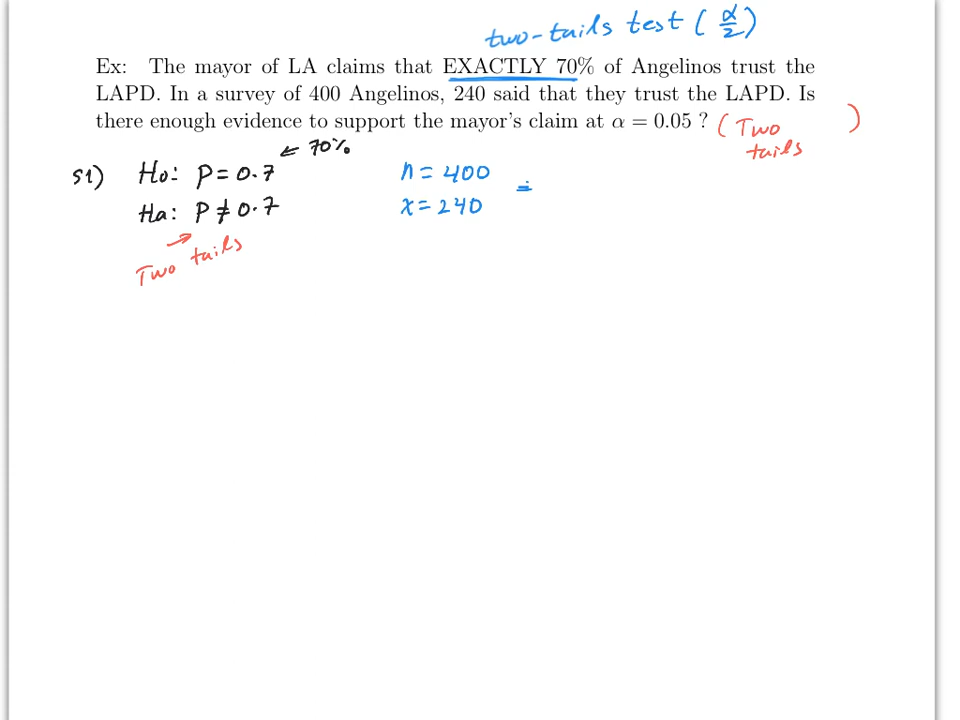 two-tails test ( α/2 )
Ex: The mayor of LA claims that EXACTLY 70% of Angelinos trust the
LAPD. In a survey of 400 Angelinos, 240 said that they trust the LAPD. Is
there enough evidence to support the mayor's claim at α = 0.05 ? ( Two tails )
← 70%
S1) Ho: P = 0.7 n = 400 =
Ha: P ≠ 0.7 x = 240
→
Two tails